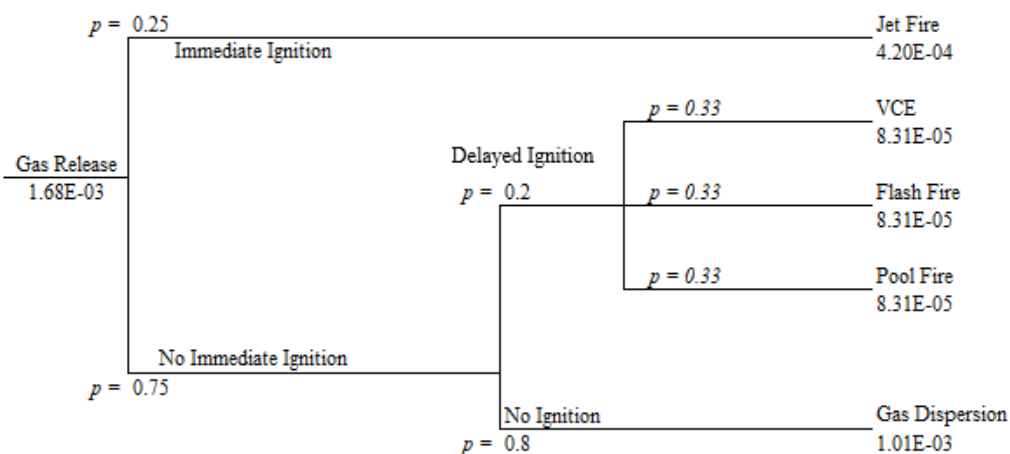 p = 0.25
Immediate Ignition
Jet Fire
4.20E-04
p = 0.33
VCE
8.31E-05
Gas Release
1.68E-03
Delayed Ignition
p = 0.2
p = 0.33
Flash Fire
8.31E-05
p = 0.33
Pool Fire
8.31E-05
No Immediate Ignition
p = 0.75
No Ignition
p = 0.8
Gas Dispersion
1.01E-03